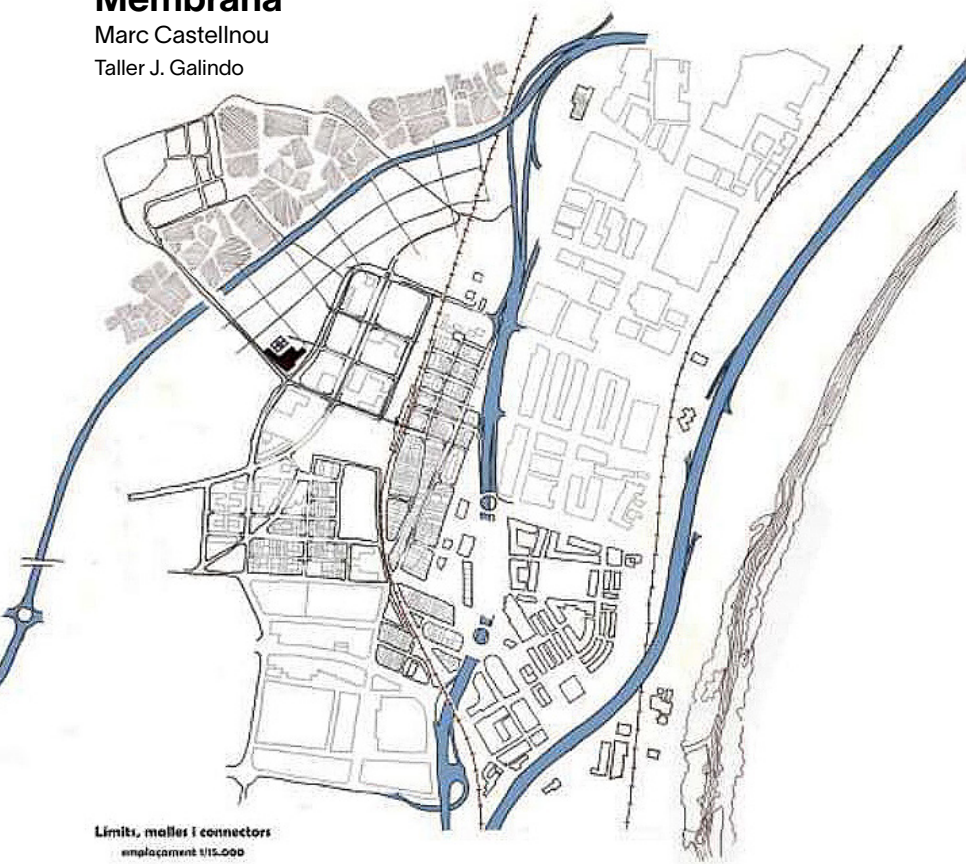 Membrana
Marc Castellnou
Taller J. Galindo
Límits, malles i connectors
emplaçament 1/15.000